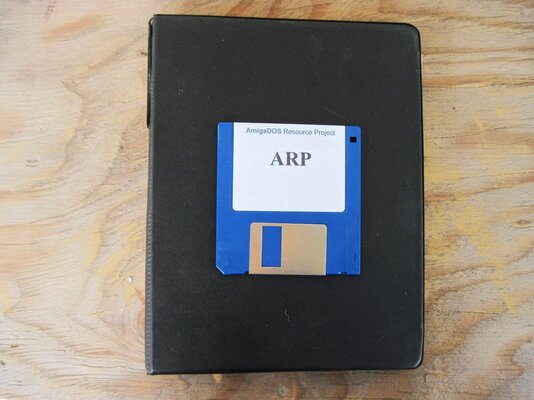 AmigaDOS Resource Project
ARP